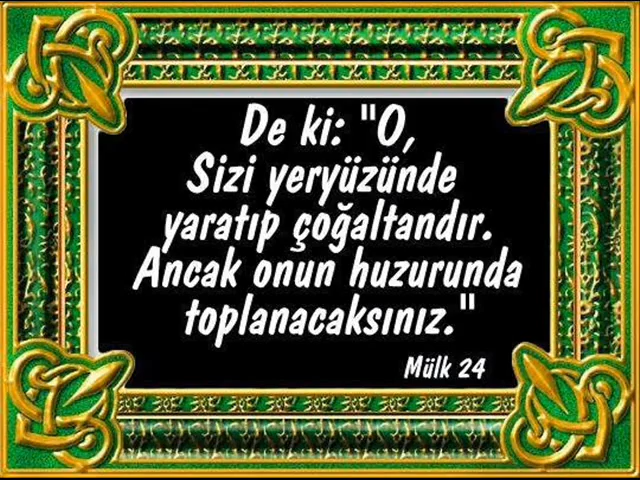 De ki: "O,
Sizi yeryüzünde
yaratıp çoğaltandır.
Ancak onun huzurunda
toplanacaksınız."
Mülk 24